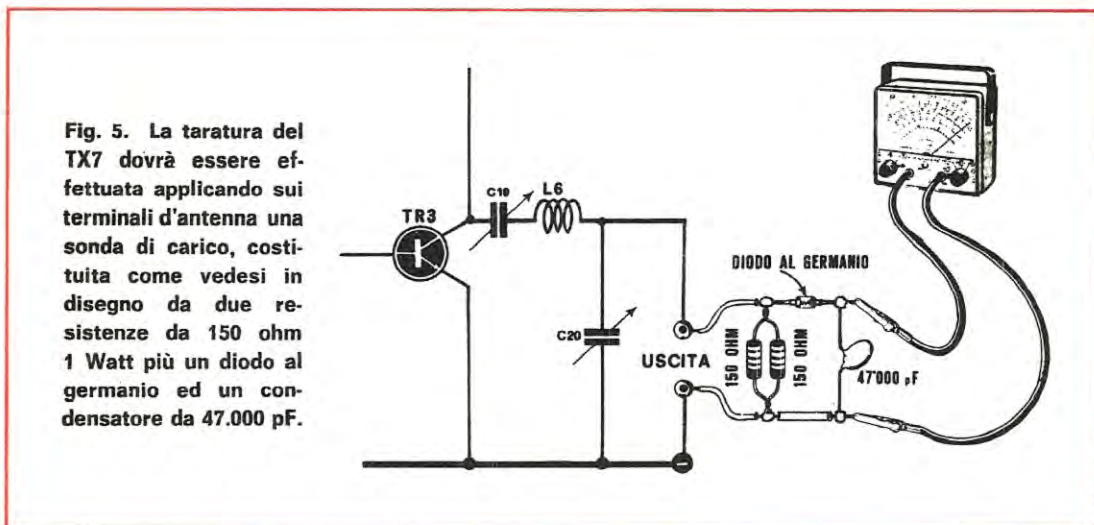 Fig. 5. La taratura del
TX7 dovrà essere ef-
fettuata applicando sui
terminali d'antenna una
sonda di carico, costi-
tuita come vedesi in
disegno da due re-
sistenze da 150 ohm
1 Watt più un diodo al
germanio ed un con-
densatore da 47.000 pF.
TR3
C19
L6
C20
USCITA
DIODO AL GERMANIO
150 OHM
150 OHM
47'000 pF